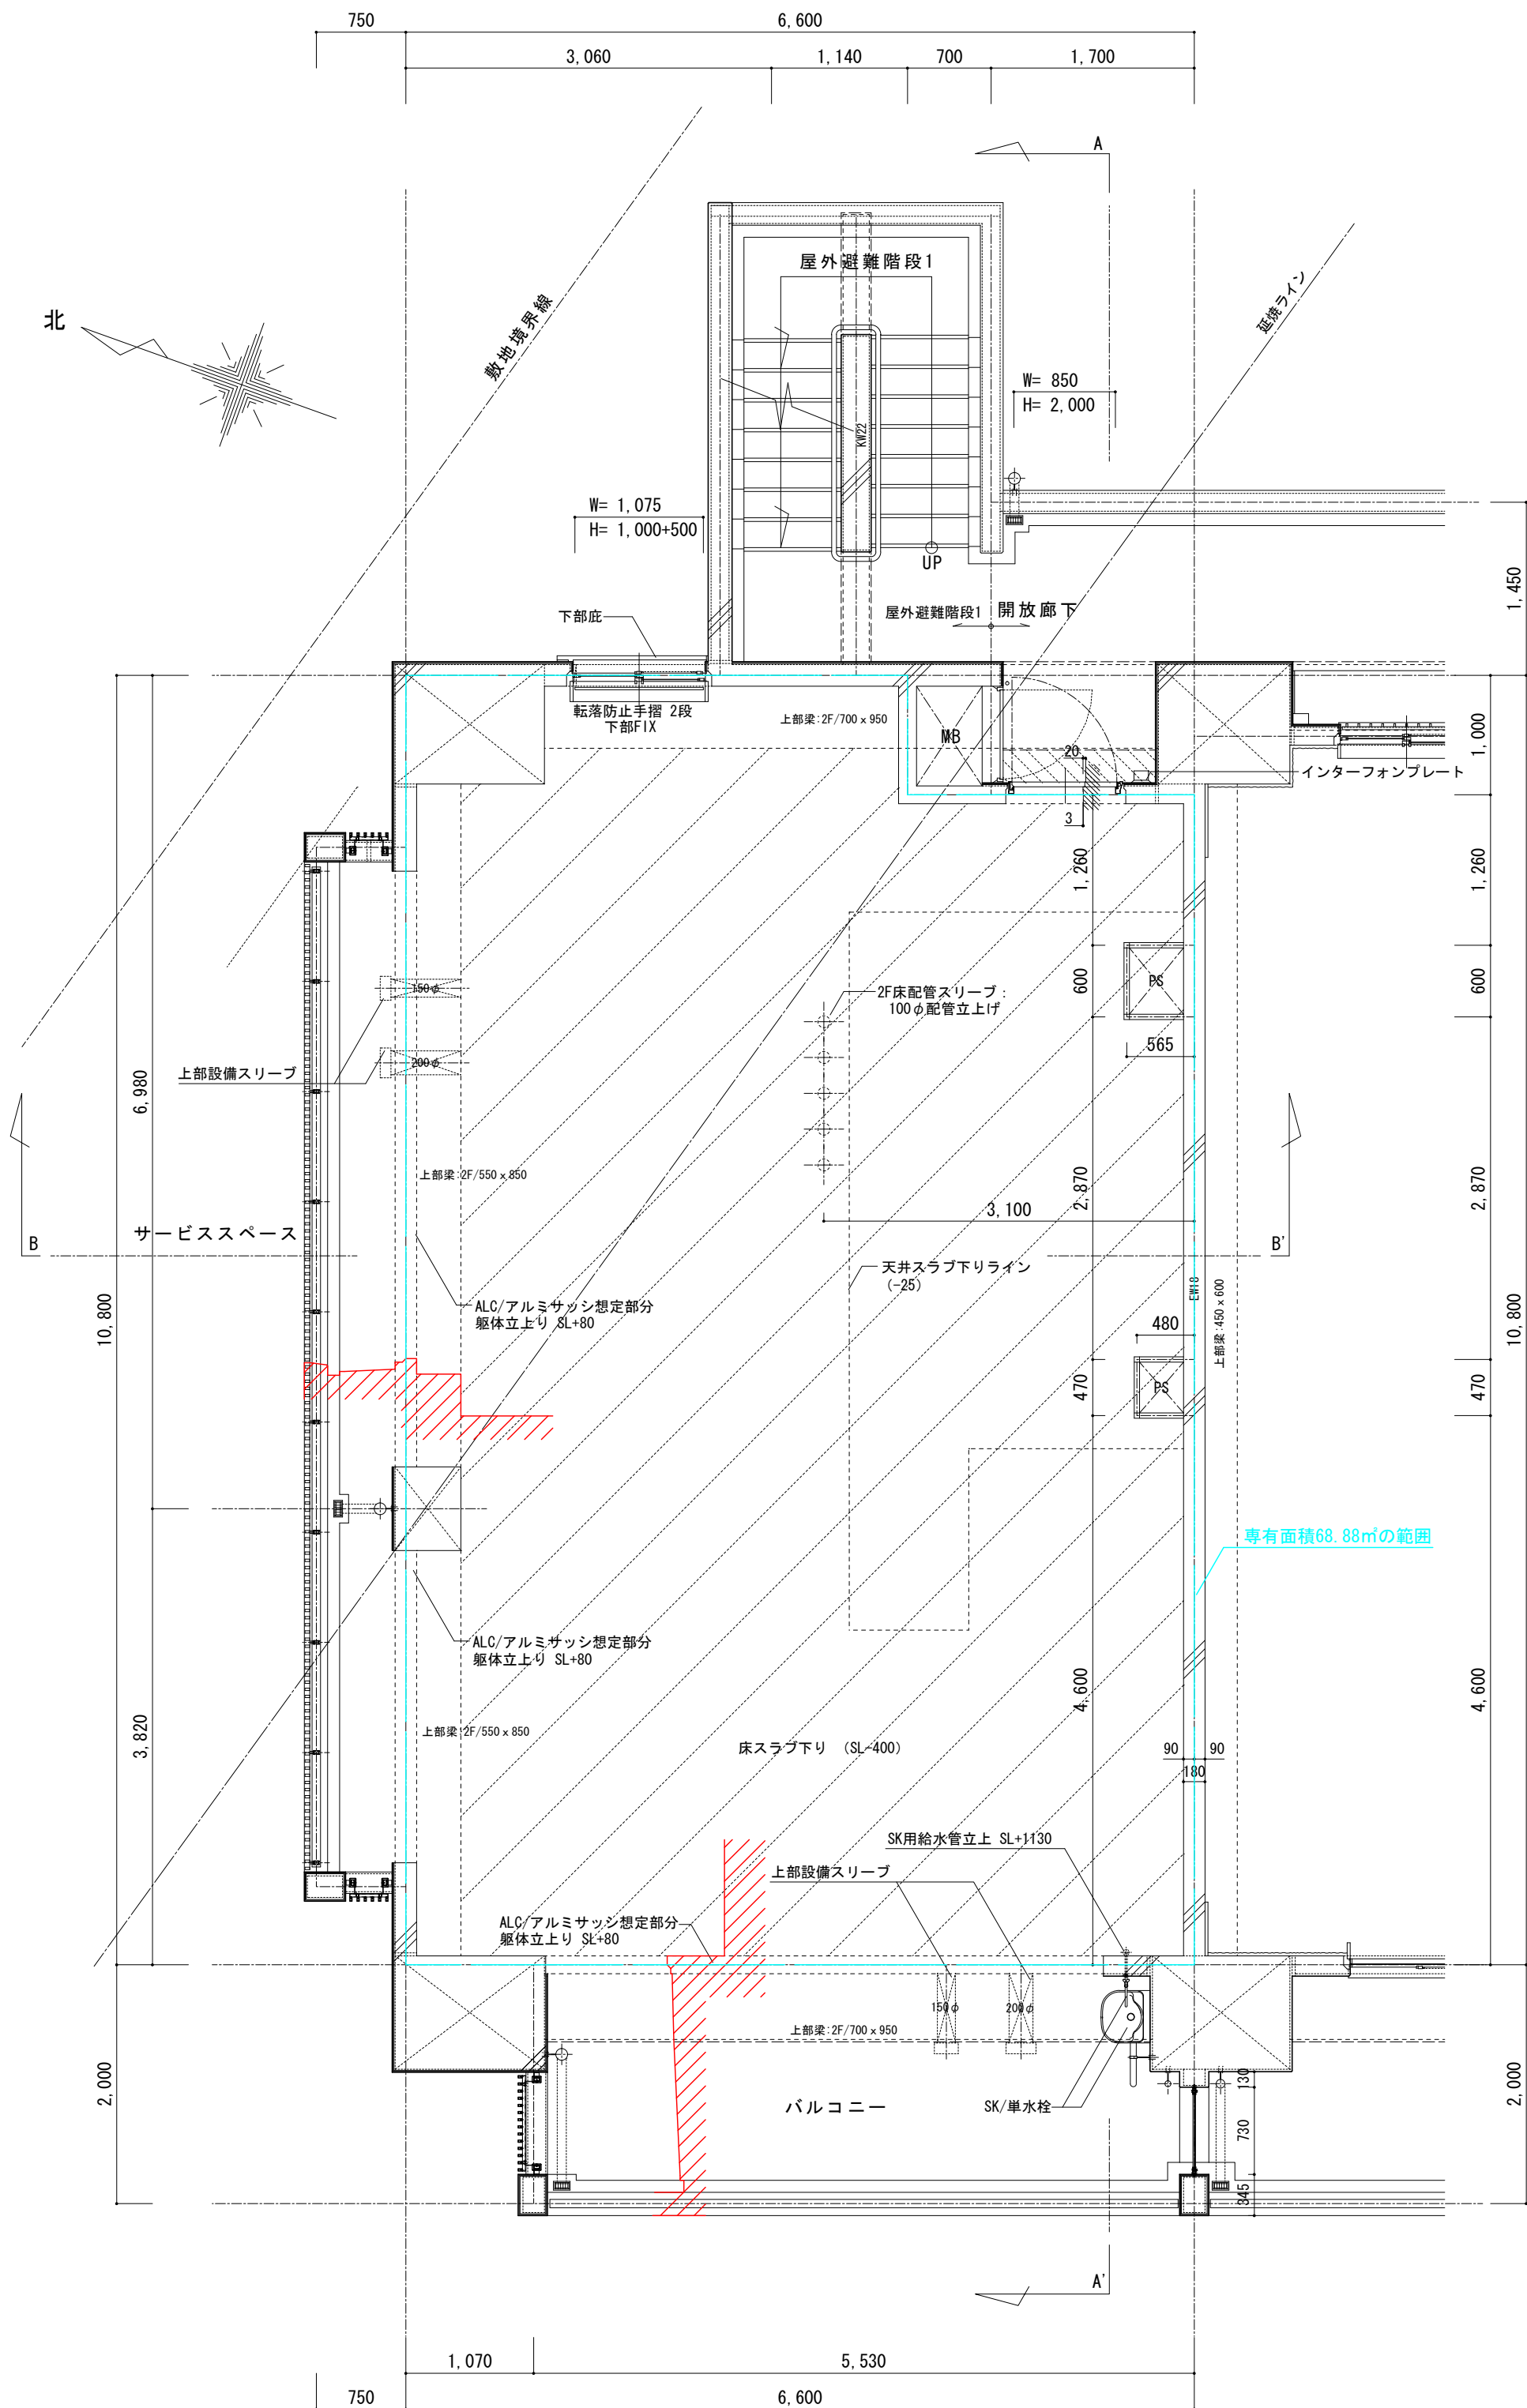 750
6,600
3,060
1,140
700
1,700
A
屋外避難階段1
北
敷地境界線
延焼ライン
W= 850
H= 2,000
KW22
W= 1,075
H= 1,000+500
UP
1,450
下部庇
屋外避難階段1
開放廊下
転落防止手摺 2段
下部FIX
上部梁:2F/700 x 950
MB
20
インターフォンプレート
3
1,000
1,260
1,260
2F床配管スリーブ:
100φ配管立上げ
150φ
600
PS
600
565
200φ
上部設備スリーブ
6,980
上部梁:2F/550 x 850
2,870
2,870
3,100
サービススペース
B
B'
天井スラブ下りライン
(-25)
EW18
上部梁:450 x 600
ALC/アルミサッシ想定部分
躯体立上り SL+80
10,800
10,800
480
470
PS
470
専有面積68.88㎡の範囲
ALC/アルミサッシ想定部分
躯体立上り SL+80
4,600
4,600
3,820
上部梁:2F/550 x 850
床スラブ下り (SL-400)
90
90
180
SK用給水管立上 SL+1130
上部設備スリーブ
ALC/アルミサッシ想定部分
躯体立上り SL+80
150φ
200φ
上部梁:2F/700 x 950
2,000
バルコニー
SK/単水栓
130
730
345
2,000
A'
1,070
5,530
750
6,600